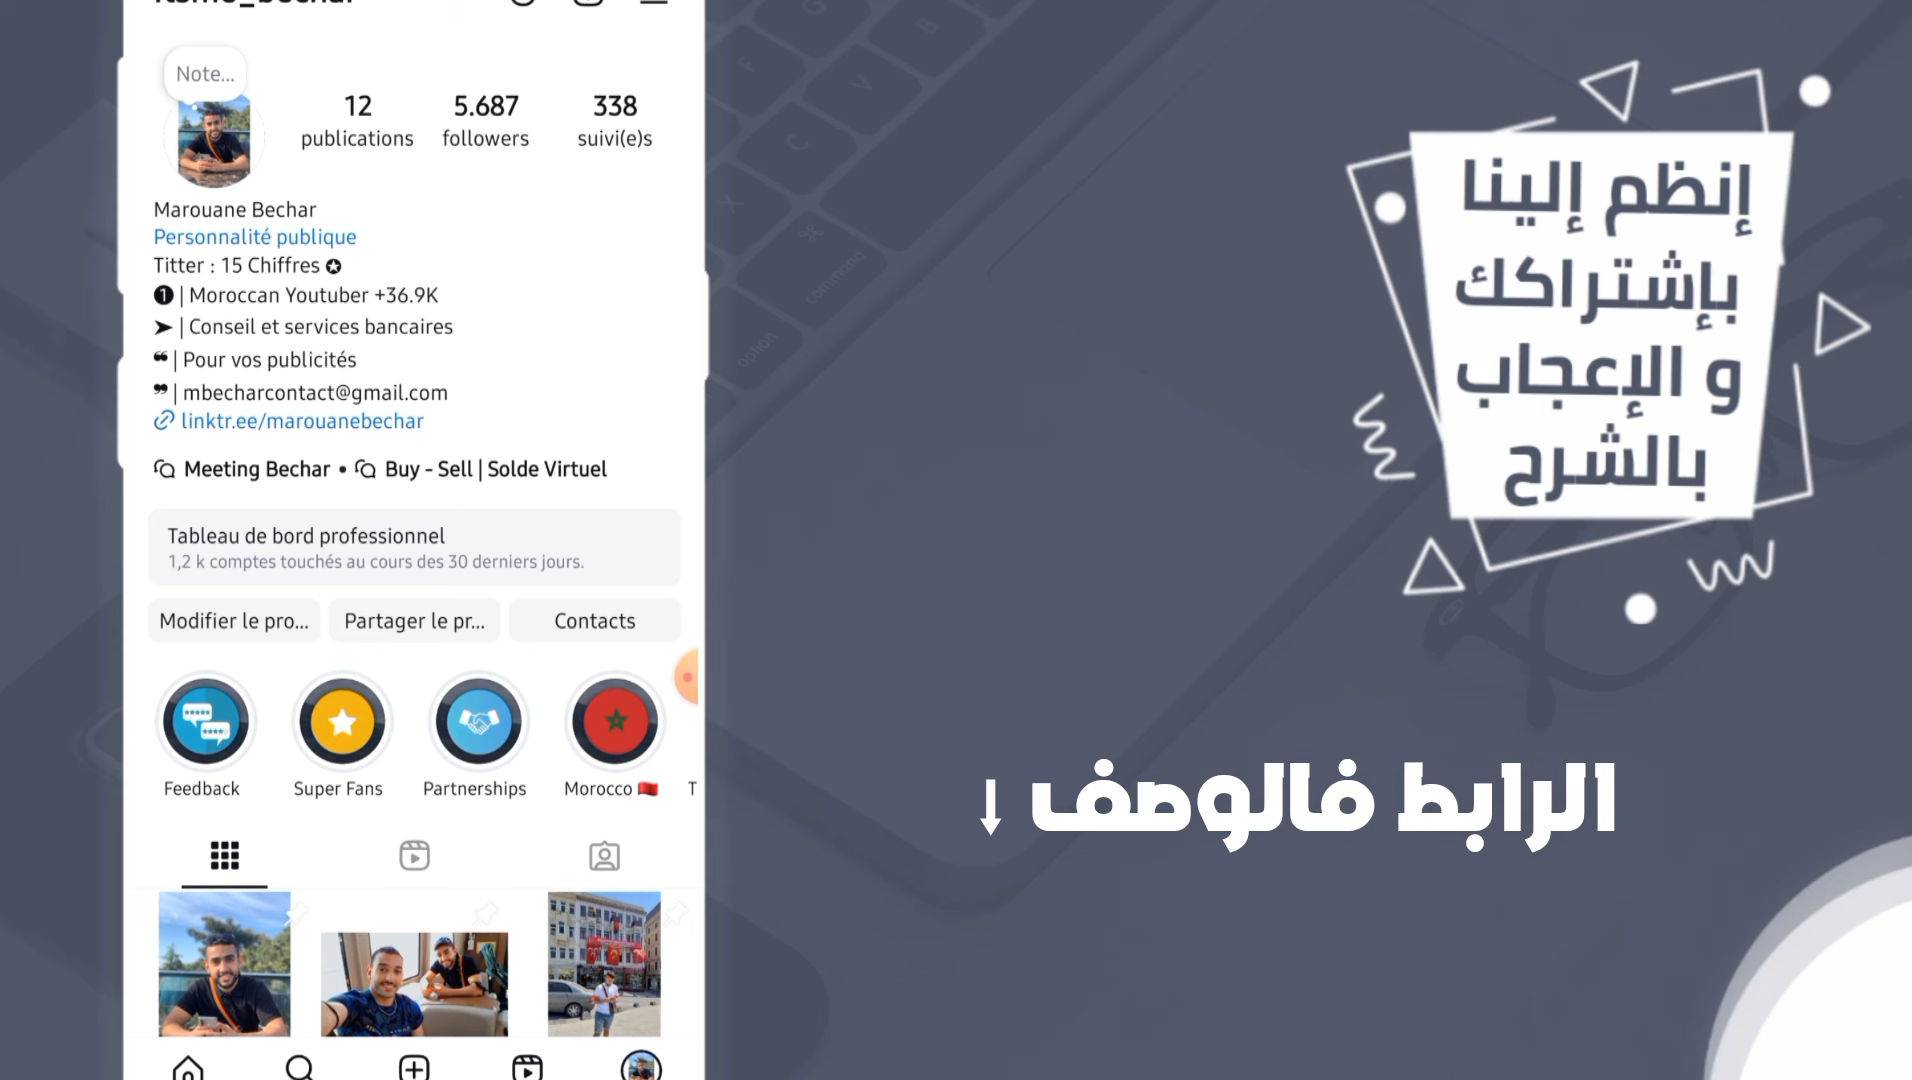 Note...
12
5.687
338
publications
followers
suivi(e)s
Marouane Bechar
Personnalité publique
Titter : 15 Chiffres ✪
❶ | Moroccan Youtuber +36.9K
➤ | Conseil et services bancaires
❝ | Pour vos publicités
❞ | mbecharcontact@gmail.com
linktr.ee/marouanebechar
Meeting Bechar • Buy - Sell | Solde Virtuel
Tableau de bord professionnel
1,2 k comptes touchés au cours des 30 derniers jours.
Modifier le pro...
Partager le pr...
Contacts
Feedback
Super Fans
Partnerships
Morocco 🇲🇦
T
إنظم إلينا
بإشتراكك
و الإعجاب
بالشرح
الرابط فالوصف ↓